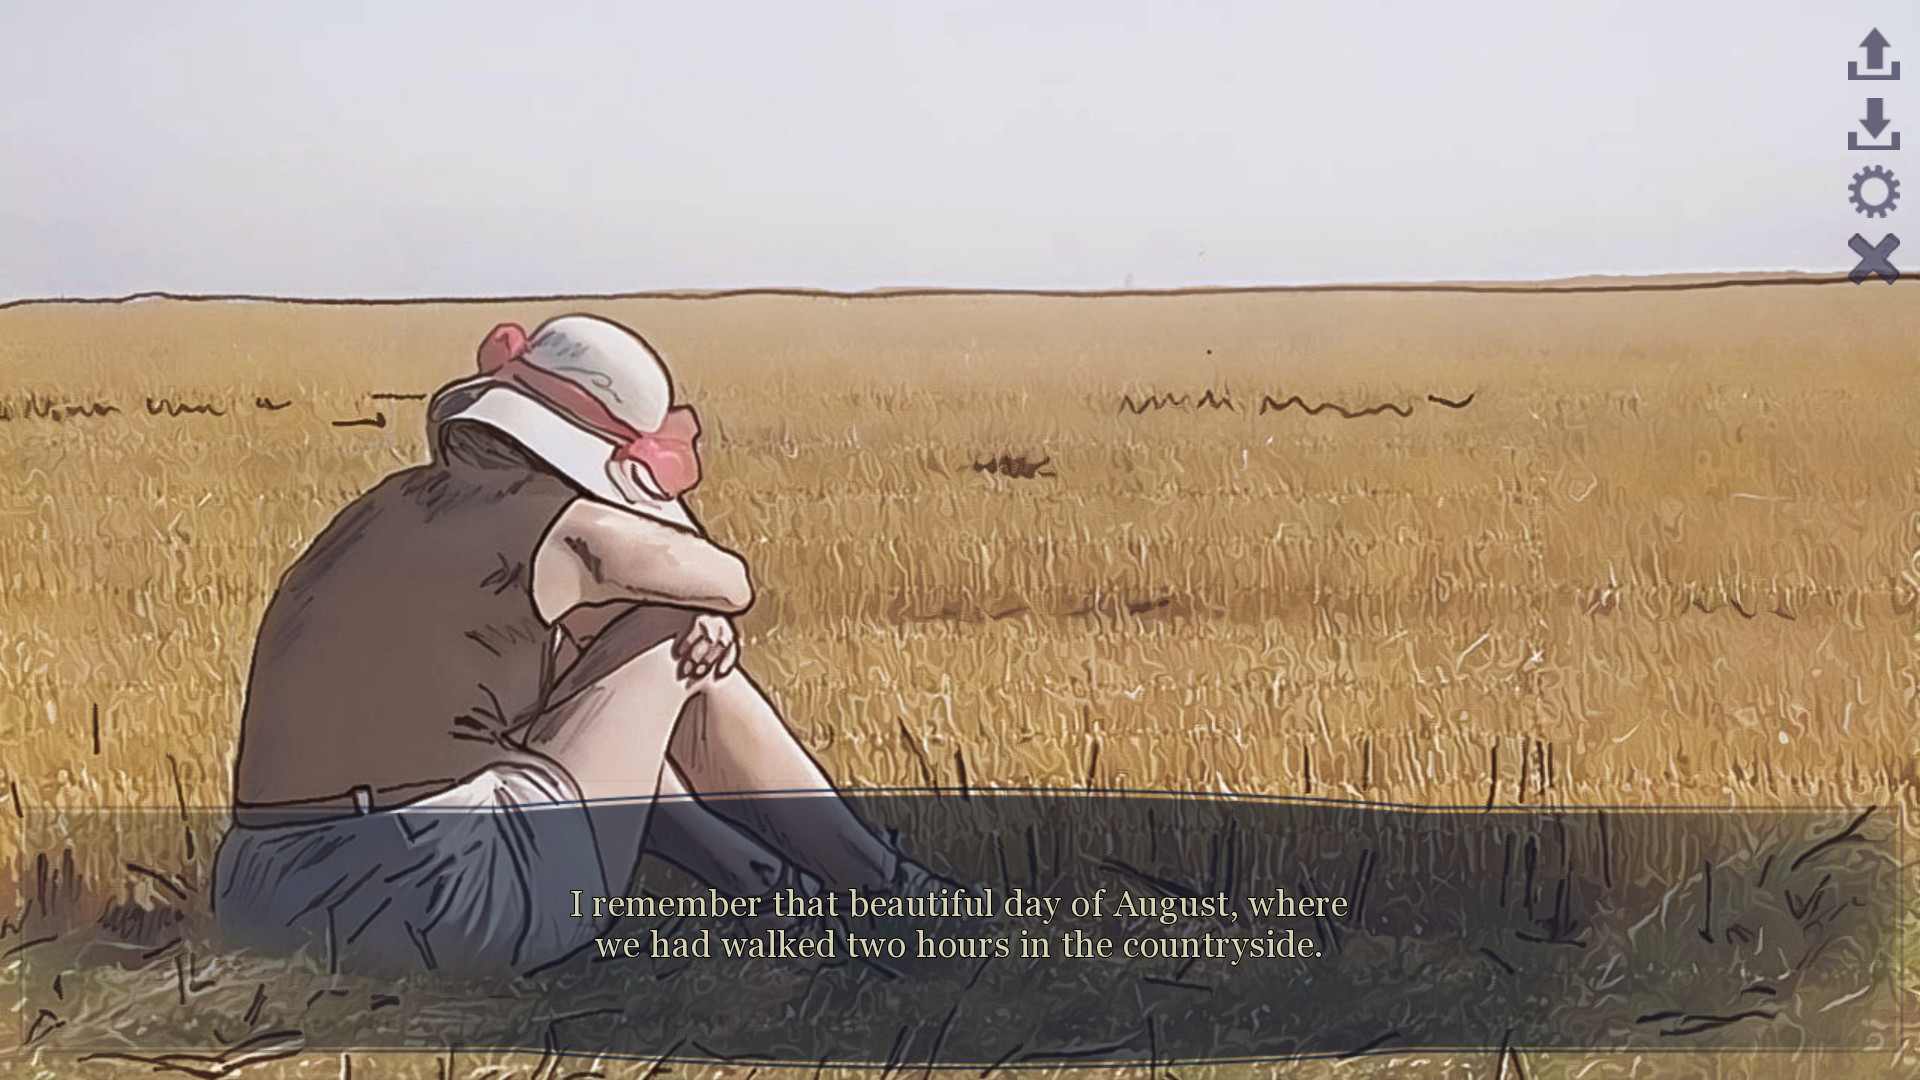 I remember that beautiful day of August, where
we had walked two hours in the countryside.